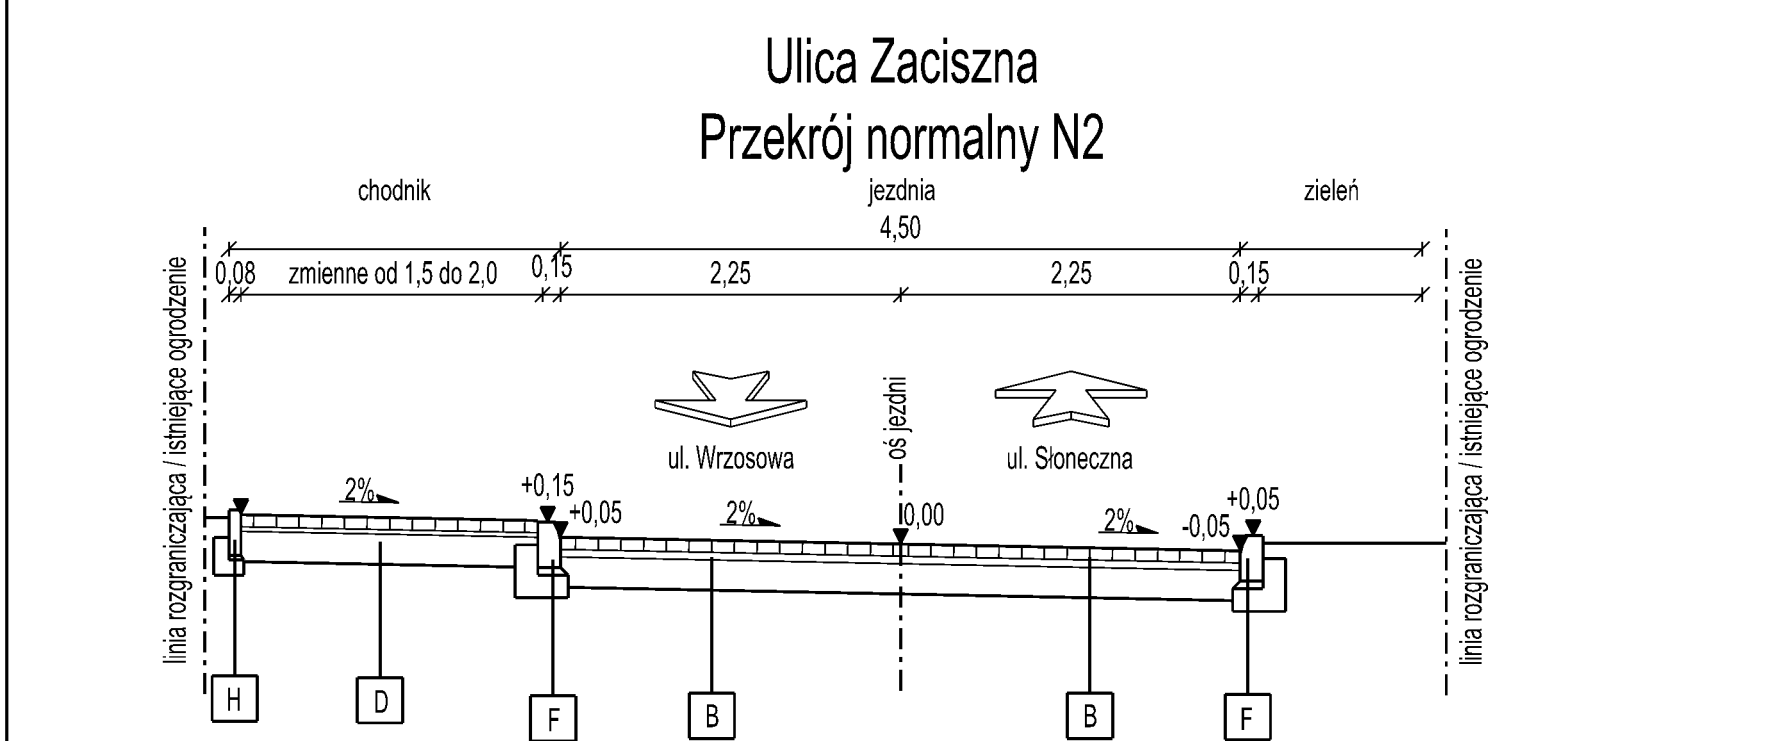 Ulica Zaciszna
Przekrój normalny N2
chodnik
jezdnia
zieleń
4,50
0,08
zmienne od 1,5 do 2,0
0,15
2,25
2,25
0,15
linia rozgraniczająca / istniejące ogrodzenie
linia rozgraniczająca / istniejące ogrodzenie
oś jezdni
ul. Wrzosowa
ul. Słoneczna
2%
+0,15
+0,05
2%
0,00
2%
-0,05
+0,05
H
D
F
B
B
F